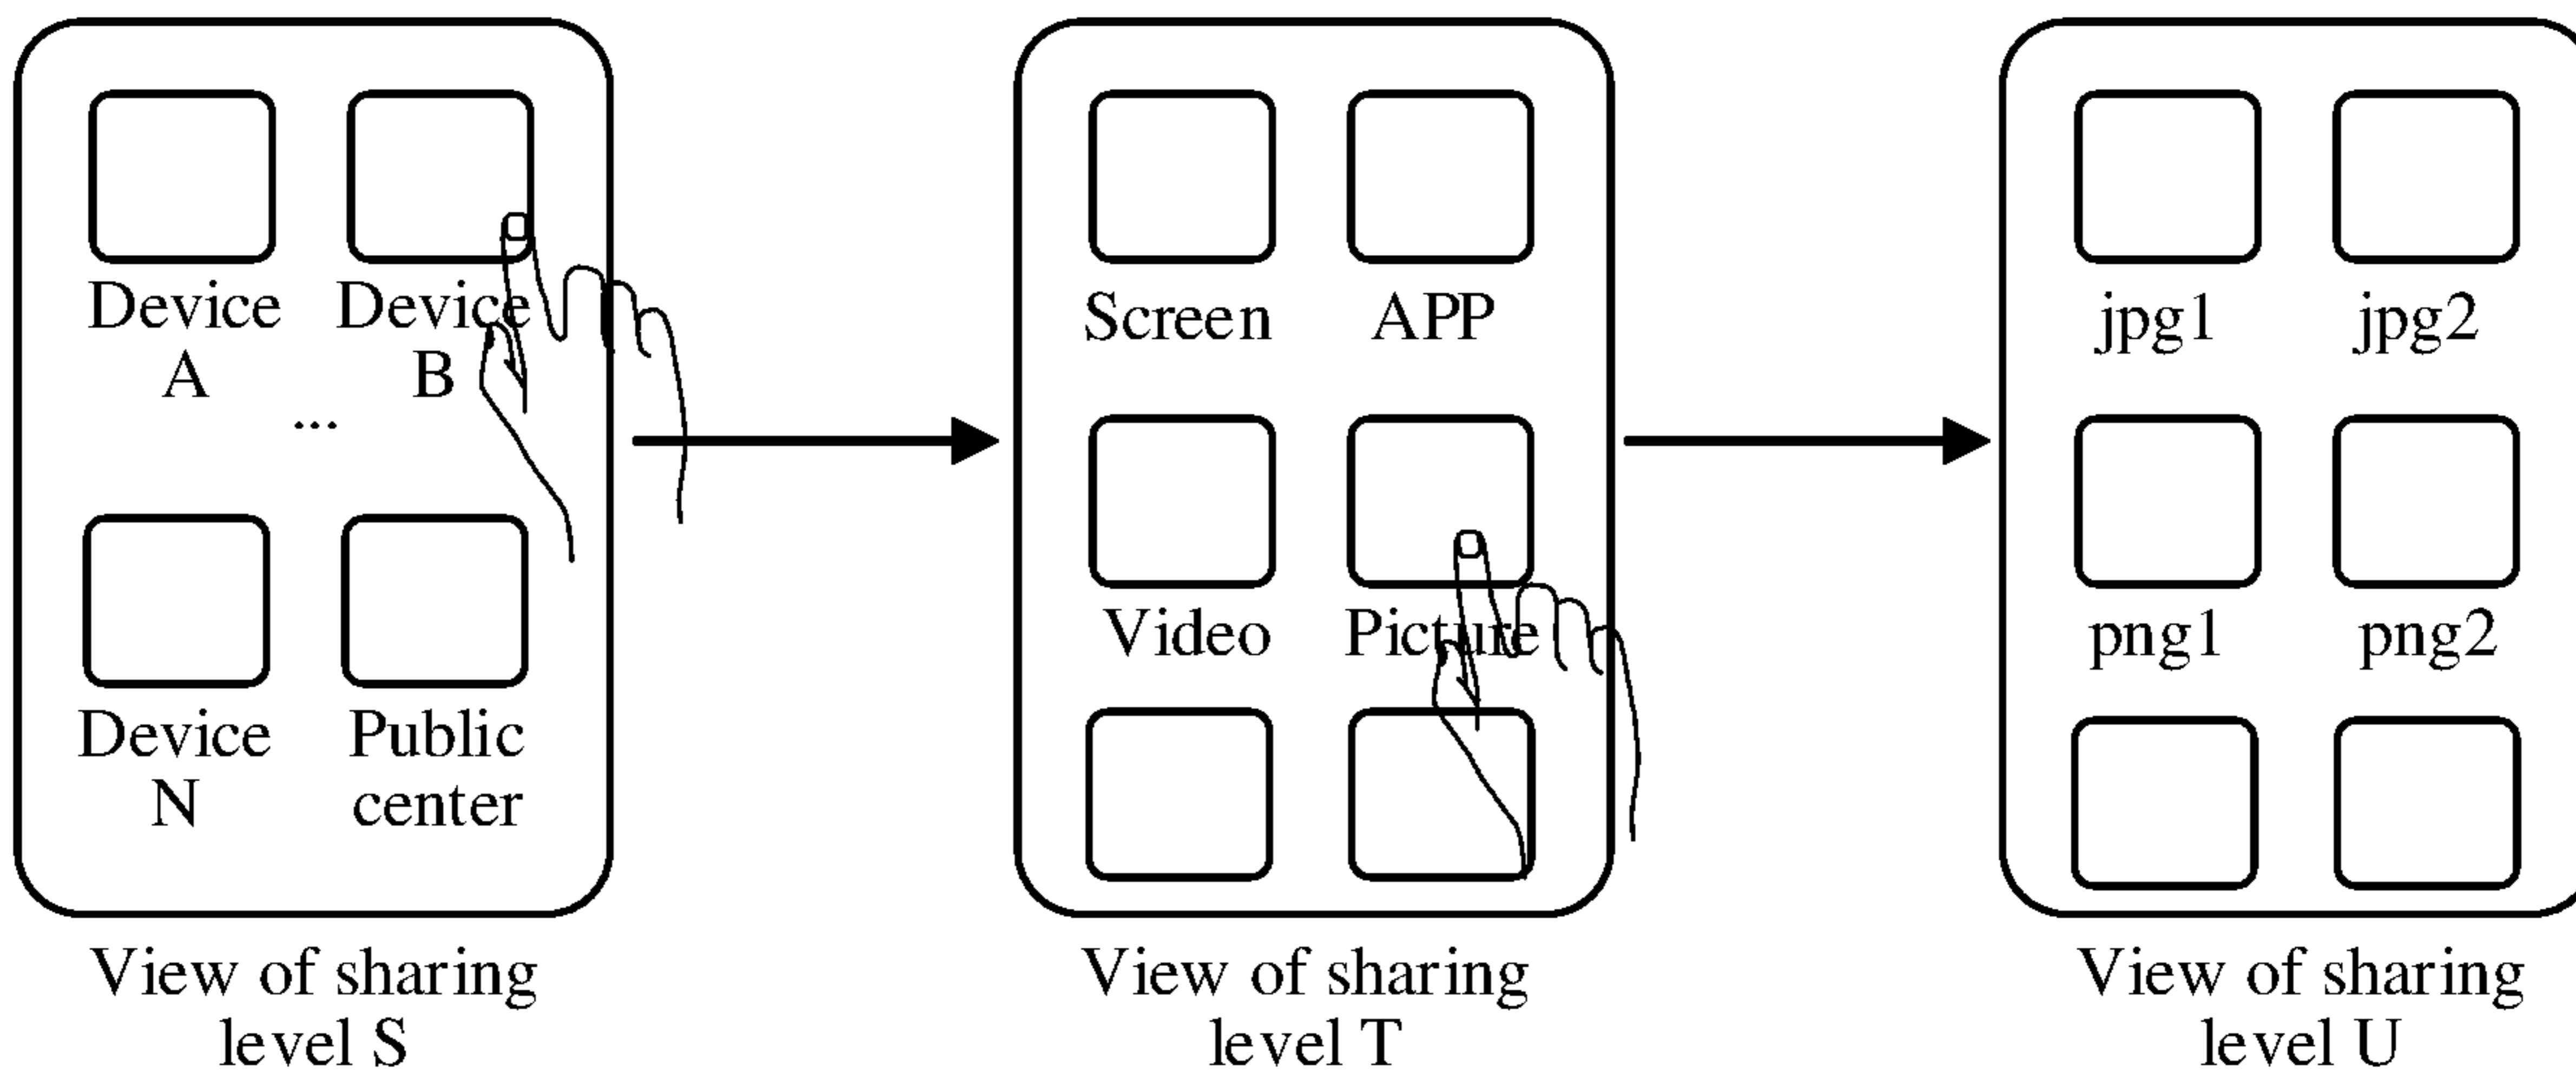 Device
A
Device
B
...
Device
N
Public
center
View of sharing
level S
Screen
APP
Video
Picture
View of sharing
level T
jpg1
jpg2
png1
png2
View of sharing
level U